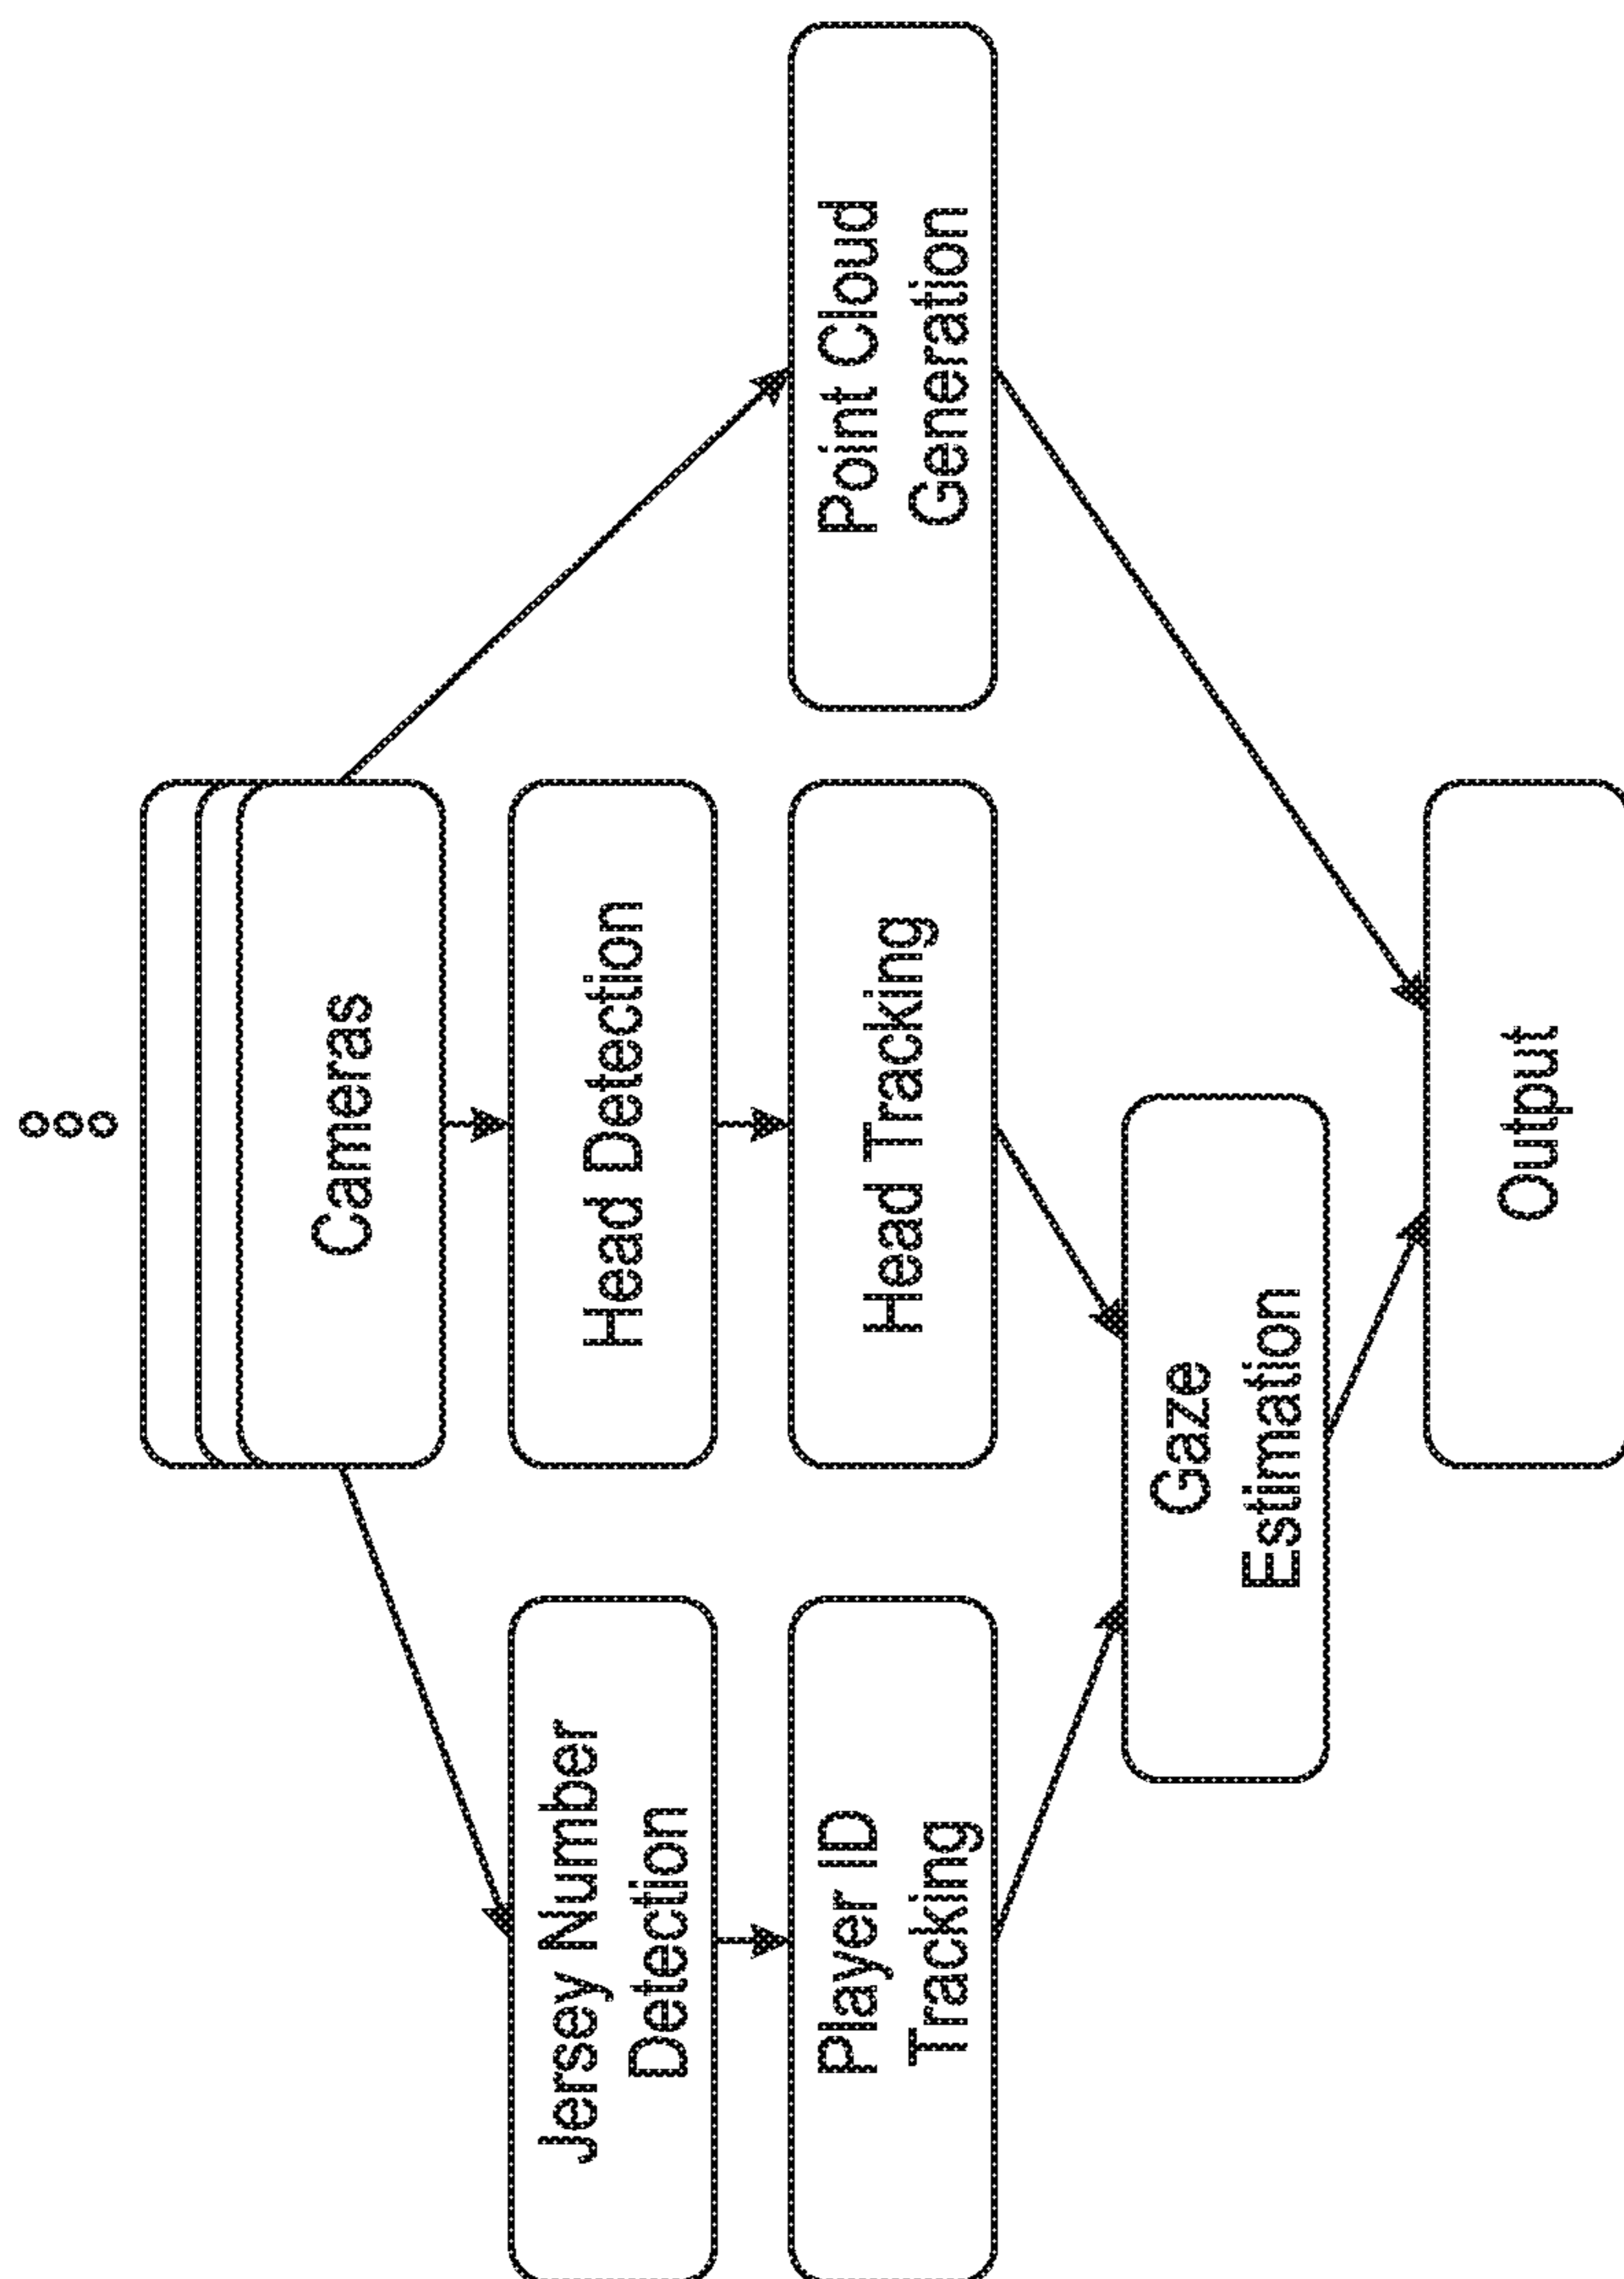 Cameras
Jersey Number
Detection
Head Detection
Player ID
Tracking
Head Tracking
Point Cloud
Generation
Gaze
Estimation
Output